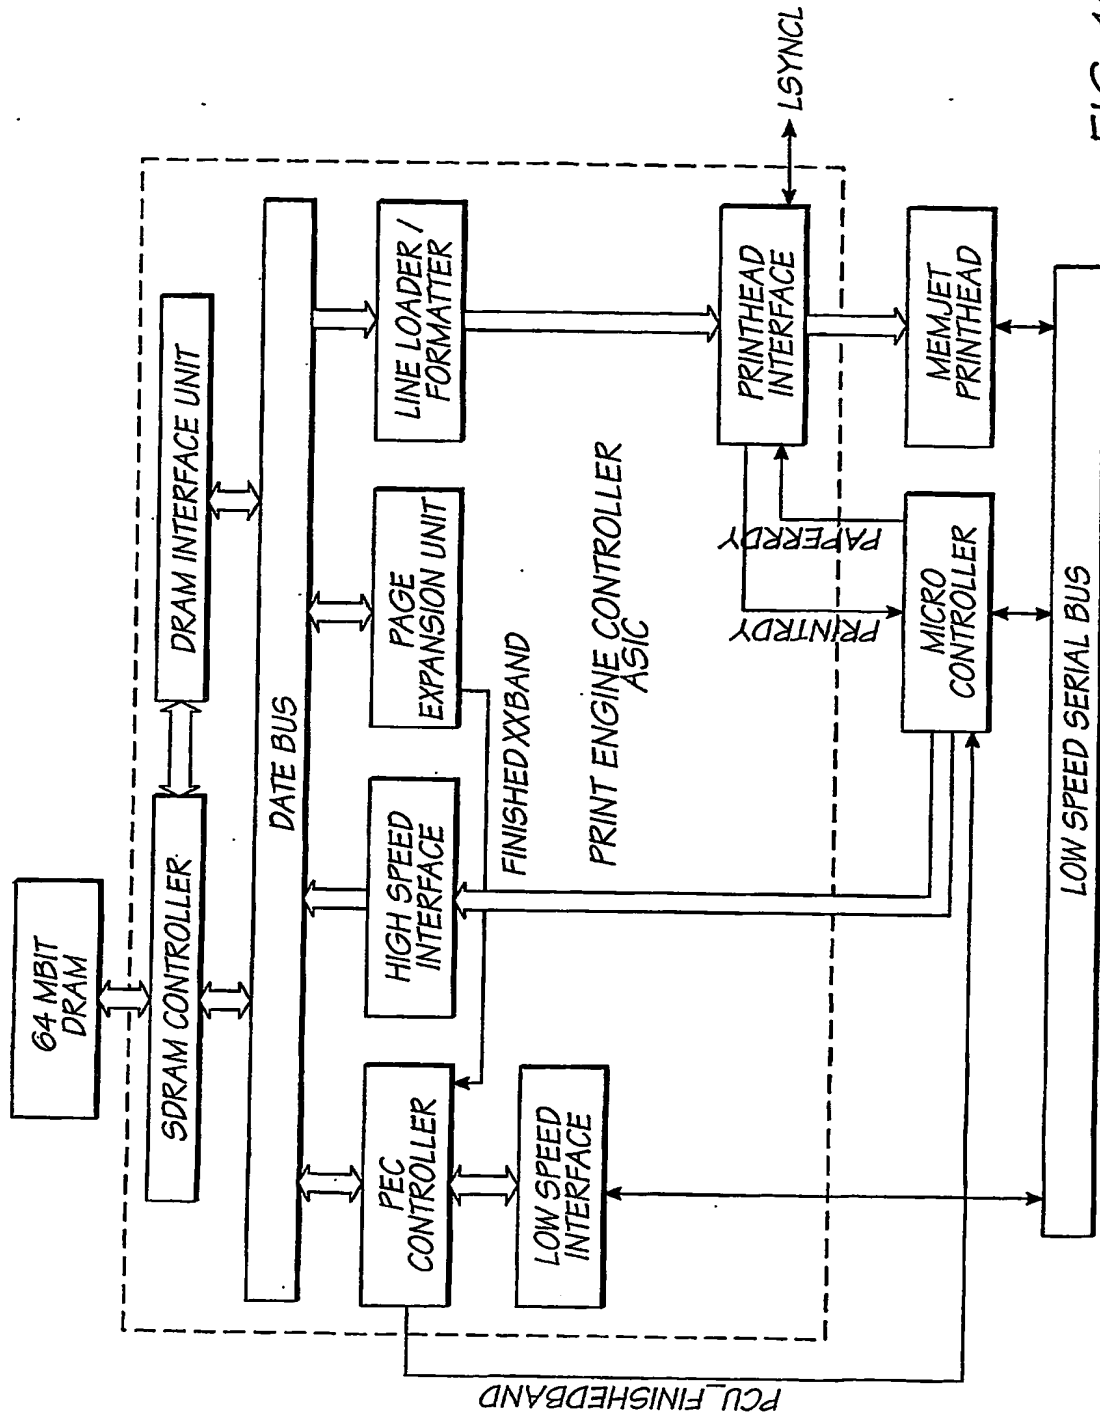 64 MBIT
DRAM
SDRAM CONTROLLER
DRAM INTERFACE UNIT
DATE BUS
PEC
CONTROLLER
HIGH SPEED
INTERFACE
PAGE
EXPANSION UNIT
LINE LOADER /
FORMATTER
LOW SPEED
INTERFACE
FINISHEDXXBAND
PRINT ENGINE CONTROLLER
ASIC
PRINTHEAD
INTERFACE
LSYNCL
PRINTRDY
PAPERRDY
PCU_FINISHEDBAND
MICRO
CONTROLLER
MEMJET
PRINTHEAD
LOW SPEED SERIAL BUS
FIG.